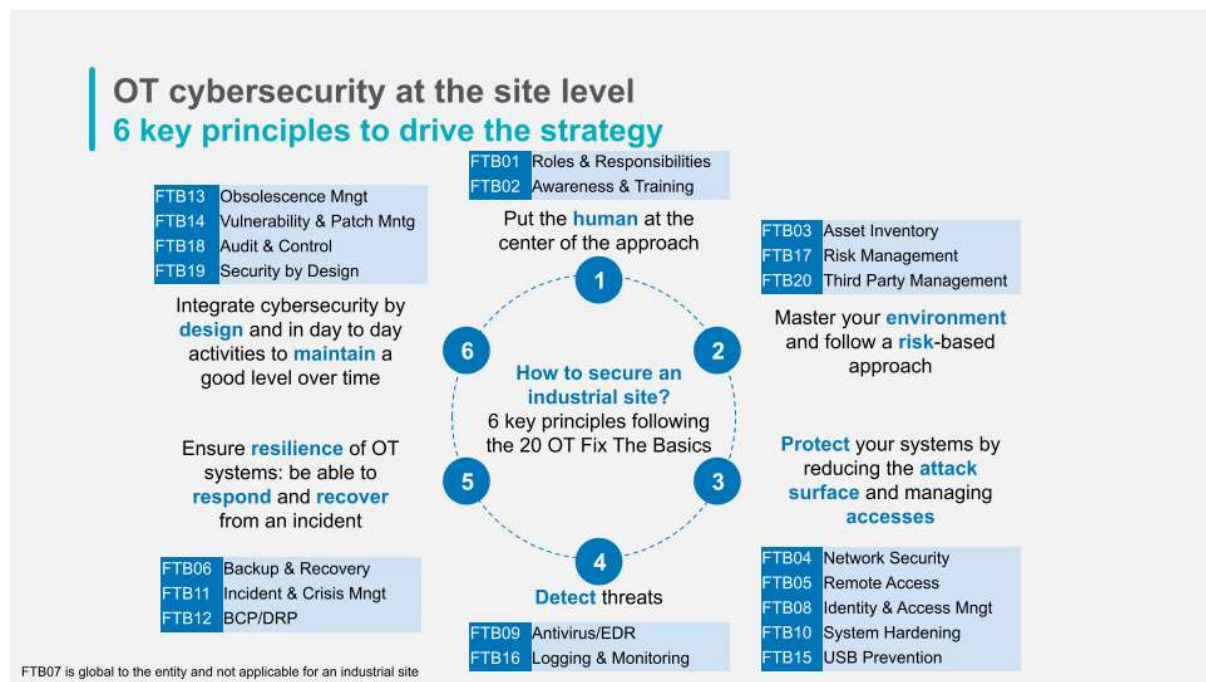 OT cybersecurity at the site level
6 key principles to drive the strategy
FTB01 Roles & Responsibilities
FTB02 Awareness & Training
Put the human at the
center of the approach
1
FTB03 Asset Inventory
FTB17 Risk Management
FTB20 Third Party Management
Master your environment
and follow a risk-based
approach
2
Protect your systems by
reducing the attack
surface and managing
accesses
3
FTB04 Network Security
FTB05 Remote Access
FTB08 Identity & Access Mngt
FTB10 System Hardening
FTB15 USB Prevention
4
Detect threats
FTB09 Antivirus/EDR
FTB16 Logging & Monitoring
5
Ensure resilience of OT
systems: be able to
respond and recover
from an incident
FTB06 Backup & Recovery
FTB11 Incident & Crisis Mngt
FTB12 BCP/DRP
6
FTB13 Obsolescence Mngt
FTB14 Vulnerability & Patch Mntg
FTB18 Audit & Control
FTB19 Security by Design
Integrate cybersecurity by
design and in day to day
activities to maintain a
good level over time
How to secure an
industrial site?
6 key principles following
the 20 OT Fix The Basics
FTB07 is global to the entity and not applicable for an industrial site